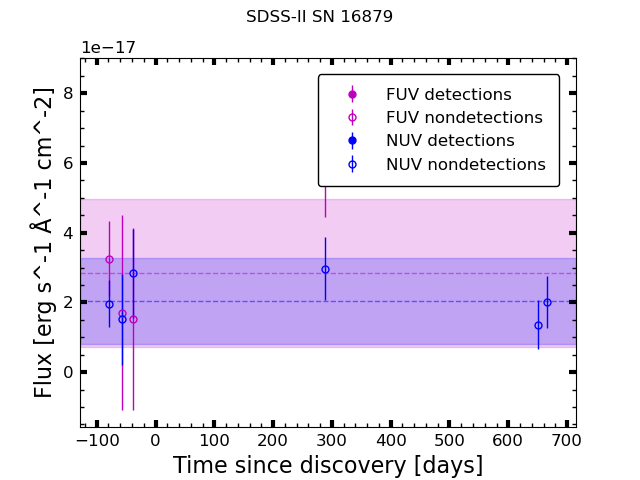 SDSS-II SN 16879
1e−17
FUV detections
FUV nondetections
NUV detections
NUV nondetections
8
6
4
2
0
−100 0 100 200 300 400 500 600 700
Flux [erg s^-1 Å^-1 cm^-2]
Time since discovery [days]